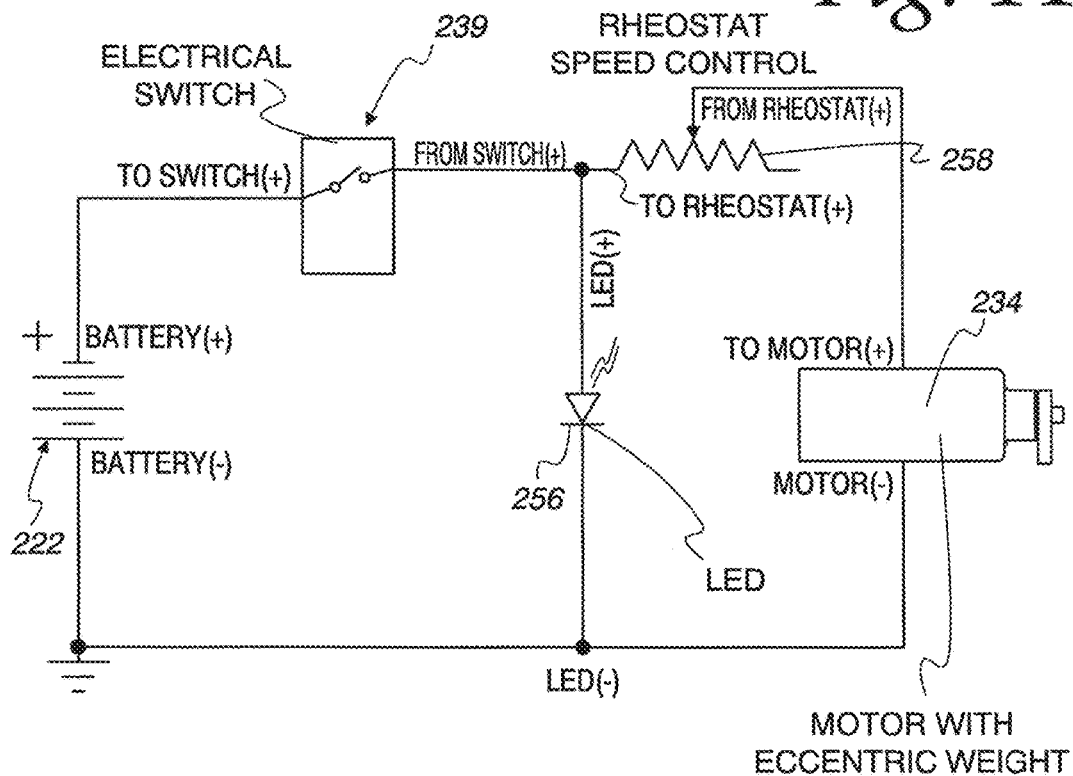 239
RHEOSTAT
SPEED CONTROL
ELECTRICAL
SWITCH
FROM RHEOSTAT(+)
FROM SWITCH(+)
258
TO SWITCH(+)
TO RHEOSTAT(+)
LED(+)
234
+
BATTERY(+)
TO MOTOR(+)
BATTERY(-)
MOTOR(-)
256
222
LED
LED(-)
MOTOR WITH
ECCENTRIC WEIGHT